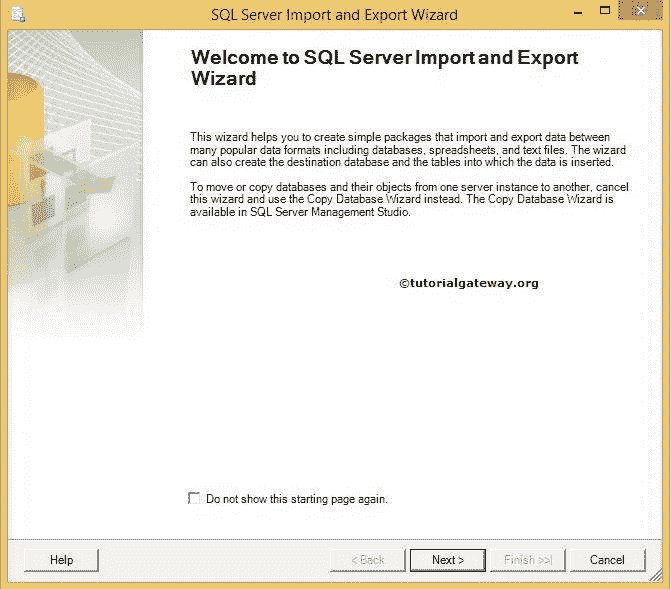 SQL Server Import and Export Wizard
Welcome to SQL Server Import and Export
Wizard
This wizard helps you to create simple packages that import and export data between
many popular data formats including databases, spreadsheets, and text files. The wizard
can also create the destination database and the tables into which the data is inserted.
To move or copy databases and their objects from one server instance to another, cancel
this wizard and use the Copy Database Wizard instead. The Copy Database Wizard is
available in SQL Server Management Studio.
©tutorialgateway.org
Do not show this starting page again.
Help
< Back
Next >
Finish >>|
Cancel